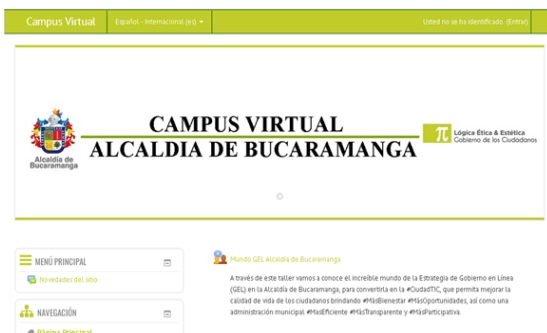 Campus Virtual
Español - Internacional (es)
Usted no se ha identificado. (Entrar)
CAMPUS VIRTUAL
ALCALDIA DE BUCARAMANGA
Alcaldía de
Bucaramanga
π
Lógica Ética & Estética
Gobierno de los Ciudadanos
MENÚ PRINCIPAL
Novedades del sitio
NAVEGACIÓN
Página Principal
Mundo GEL Alcaldía de Bucaramanga
A través de este taller vamos a conoce el increíble mundo de la Estrategia de Gobierno en Línea
(GEL) en la Alcaldía de Bucaramanga, para convertirla en la #CiudadTIC, que permita mejorar la
calidad de vida de los ciudadanos brindando #MásBienestar #MásOportunidades, así como una
administración municipal #MasEficiente #MásTransparente y #MásParticipativa.